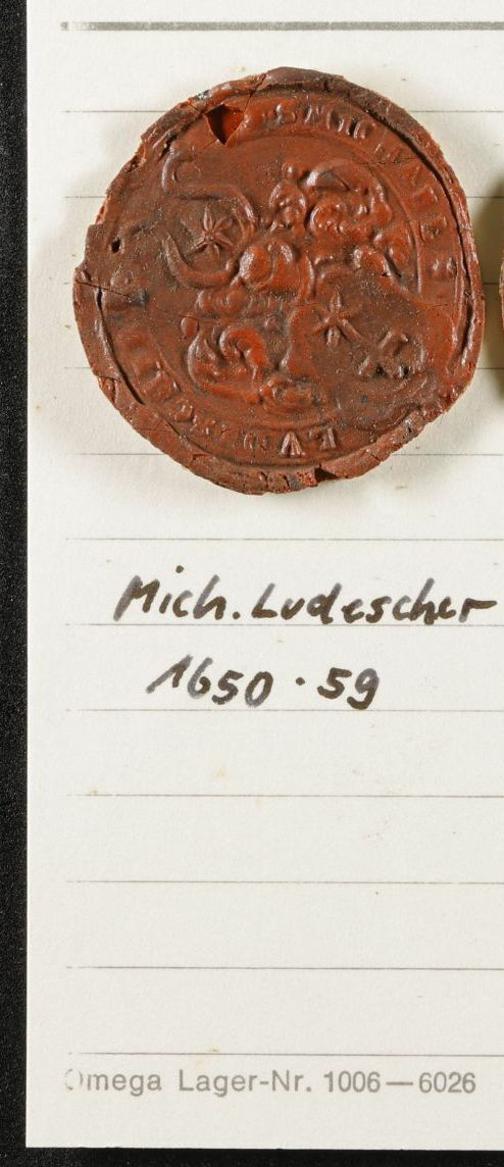 Mich. Ludescher
1650 · 59
Omega Lager-Nr. 1006—6026